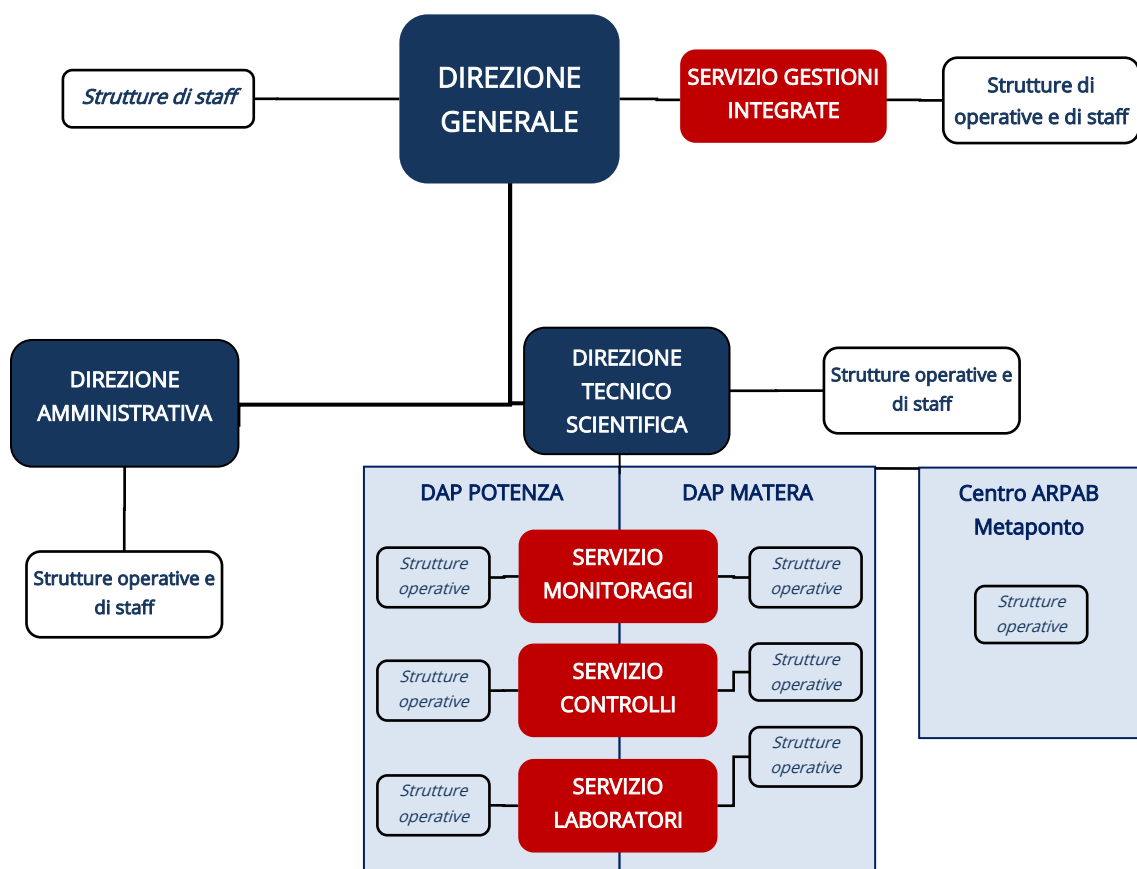 Strutture di staff
DIREZIONE
GENERALE
SERVIZIO GESTIONI
INTEGRATE
Strutture di
operative e di staff
DIREZIONE
AMMINISTRATIVA
DIREZIONE
TECNICO
SCIENTIFICA
Strutture operative e
di staff
Strutture operative e
di staff
DAP POTENZA
DAP MATERA
Centro ARPAB
Metaponto
Strutture
operative
SERVIZIO
MONITORAGGI
Strutture
operative
Strutture
operative
Strutture
operative
SERVIZIO
CONTROLLI
Strutture
operative
Strutture
operative
SERVIZIO
LABORATORI
Strutture
operative